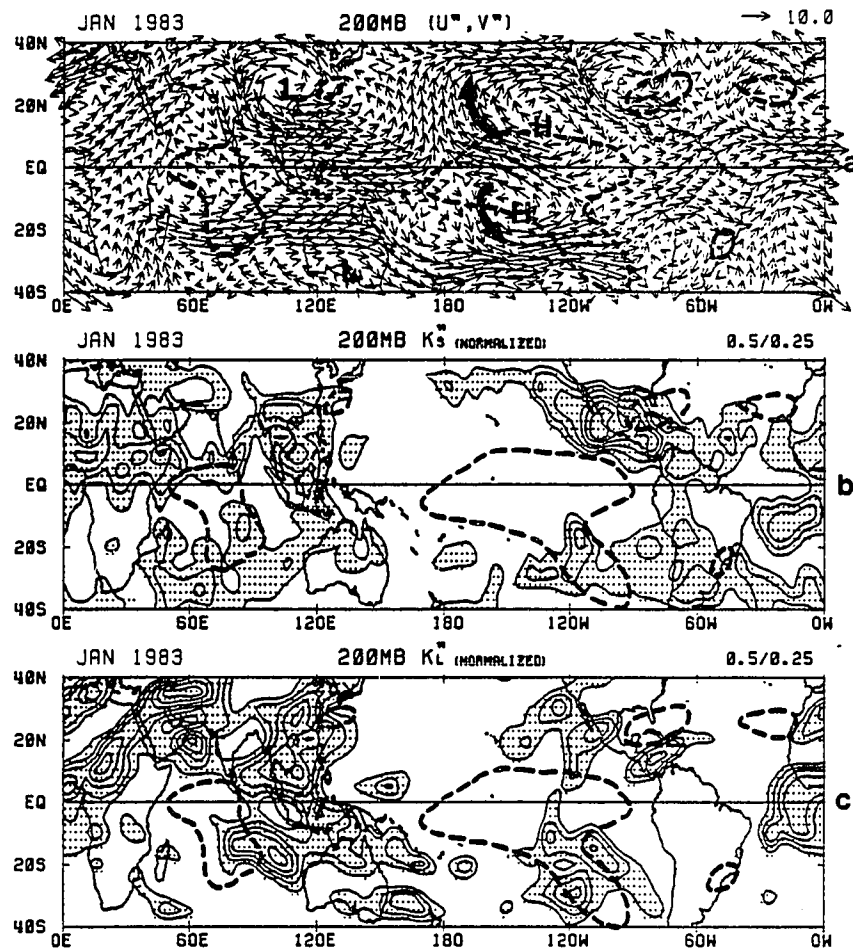 JAN 1983 200MB (U*,V*) → 10.0
40N
20N
EQ
20S
40S
0E 60E 120E 180 120W 60W 0W
L
H
H
L
a
JAN 1983 200MB K*S (NORMALIZED) 0.5/0.25
40N
20N
EQ
20S
40S
0E 60E 120E 180 120W 60W 0W
b
JAN 1983 200MB K*L (NORMALIZED) 0.5/0.25
40N
20N
EQ
20S
40S
0E 60E 120E 180 120W 60W 0W
c